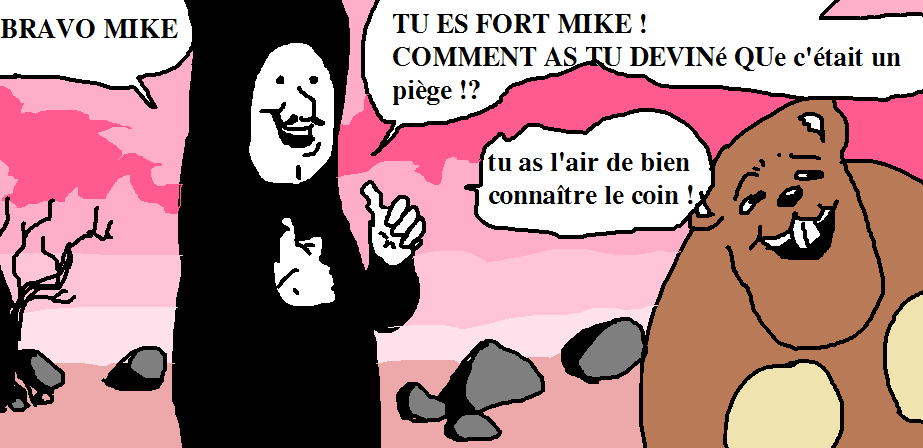 BRAVO MIKE
TU ES FORT MIKE !
COMMENT AS TU DEVINé QUe c'était un
piège !?
tu as l'air de bien
connaître le coin !